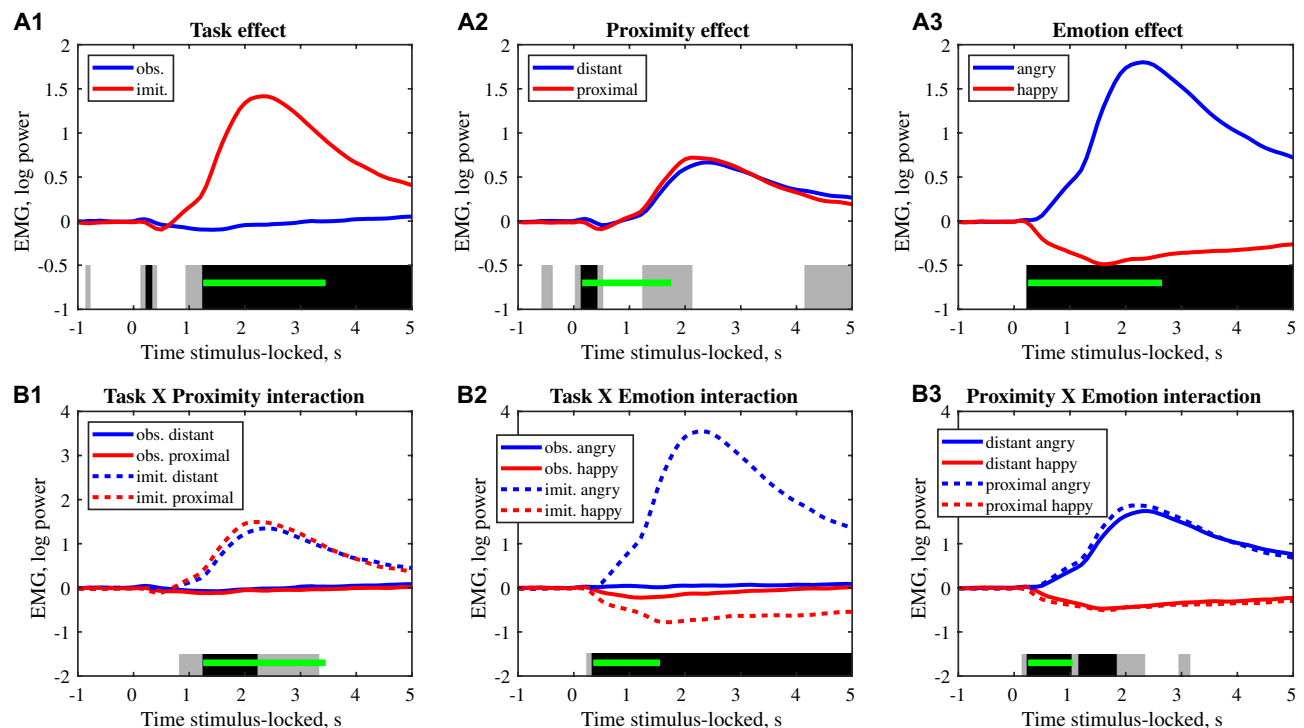 A1
Task effect
2
1.5
1
0.5
0
-0.5
-1
EMG, log power
obs.
imit.
-1 0 1 2 3 4 5
Time stimulus-locked, s
A2
Proximity effect
2
1.5
1
0.5
0
-0.5
-1
EMG, log power
distant
proximal
-1 0 1 2 3 4 5
Time stimulus-locked, s
A3
Emotion effect
2
1.5
1
0.5
0
-0.5
-1
EMG, log power
angry
happy
-1 0 1 2 3 4 5
Time stimulus-locked, s
B1
Task X Proximity interaction
4
3
2
1
0
-1
-2
EMG, log power
obs. distant
obs. proximal
imit. distant
imit. proximal
-1 0 1 2 3 4 5
Time stimulus-locked, s
B2
Task X Emotion interaction
4
2
1
0
-1
-2
EMG, log power
obs. angry
obs. happy
imit. angry
imit. happy
-1 0 1 2 3 4 5
Time stimulus-locked, s
B3
Proximity X Emotion interaction
4
2
1
0
-1
-2
EMG, log power
distant angry
distant happy
proximal angry
proximal happy
-1 0 1 2 3 4 5
Time stimulus-locked, s